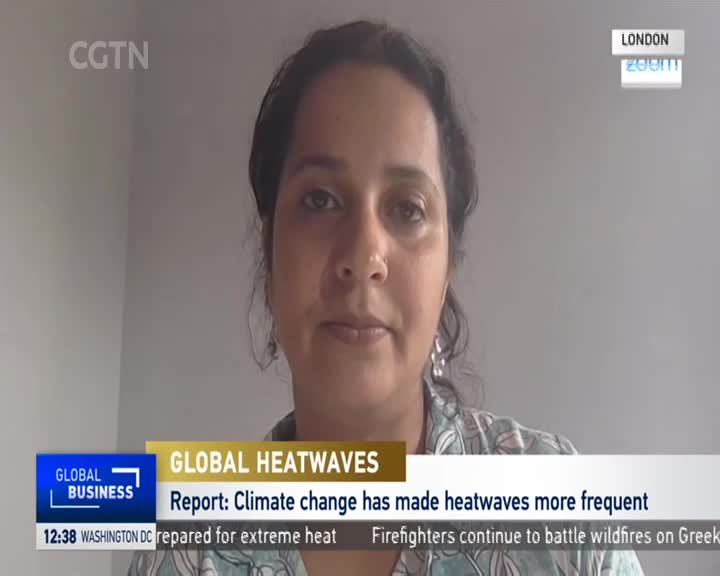 CGTN
LONDON
zoom
GLOBAL HEATWAVES
GLOBAL
BUSINESS
Report: Climate change has made heatwaves more frequent
12:38 WASHINGTON DC
repared for extreme heat Firefighters continue to battle wildfires on Greek